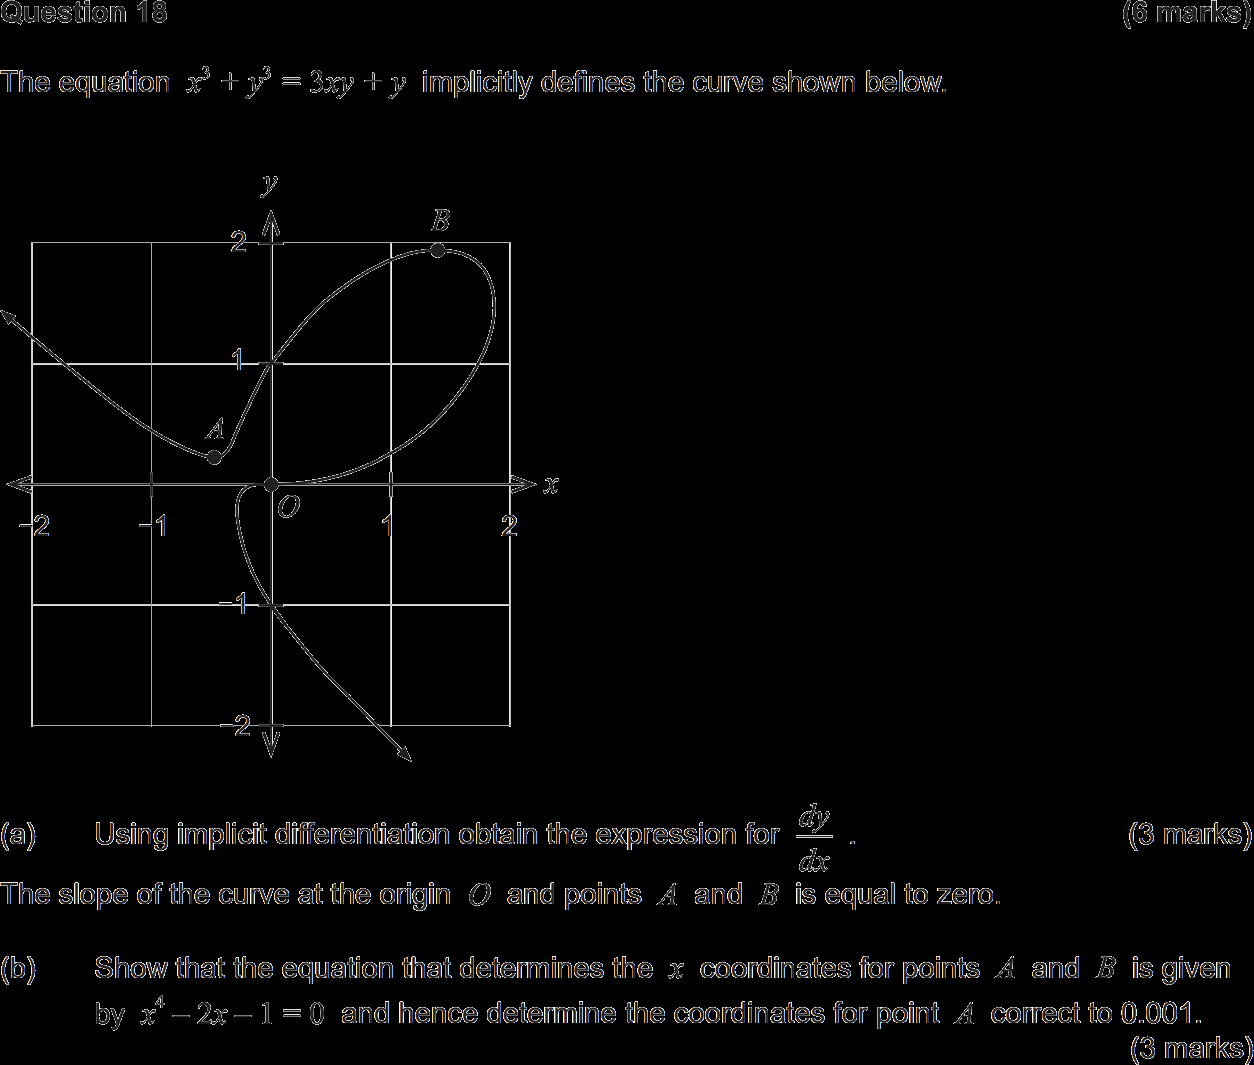 Question 18 (6 marks)
The equation x³ + y³ = 3xy + y implicitly defines the curve shown below.
y
B
2
1
A
x
O
−2 −1 1 2
−1
−2
(a) Using implicit differentiation obtain the expression for dy/dx . (3 marks)
The slope of the curve at the origin O and points A and B is equal to zero.
(b) Show that the equation that determines the x coordinates for points A and B is given
by x⁴ − 2x − 1 = 0 and hence determine the coordinates for point A correct to 0.001.
(3 marks)